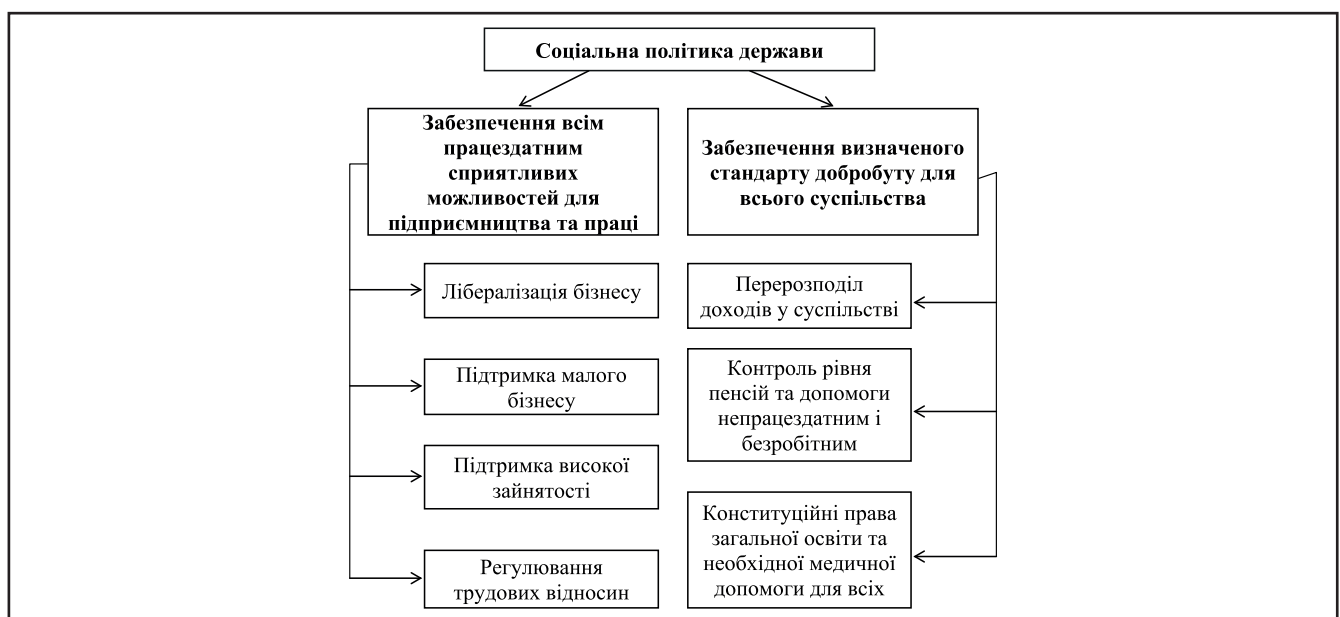 Соціальна політика держави
Забезпечення всім
працездатним
сприятливих
можливостей для
підприємництва та праці
Лібералізація бізнесу
Підтримка малого
бізнесу
Підтримка високої
зайнятості
Регулювання
трудових відносин
Забезпечення визначеного
стандарту добробуту для
всього суспільства
Перерозподіл
доходів у суспільстві
Контроль рівня
пенсій та допомоги
непрацездатним і
безробітним
Конституційні права
загальної освіти та
необхідної медичної
допомоги для всіх